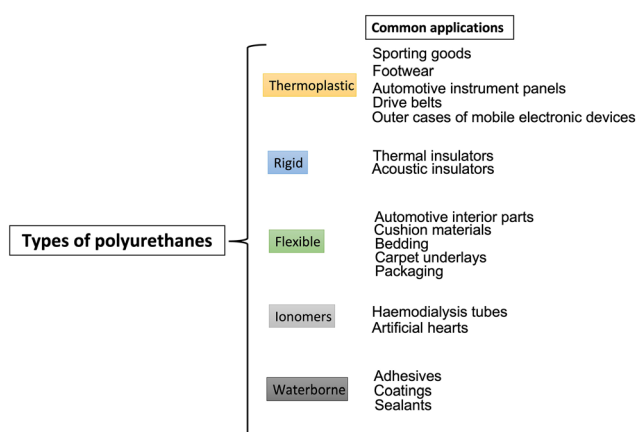 Common applications
Sporting goods
Footwear
Thermoplastic
Automotive instrument panels
Drive belts
Outer cases of mobile electronic devices
Rigid
Thermal insulators
Acoustic insulators
Types of polyurethanes
Automotive interior parts
Cushion materials
Flexible
Bedding
Carpet underlays
Packaging
Ionomers
Haemodialysis tubes
Artificial hearts
Waterborne
Adhesives
Coatings
Sealants